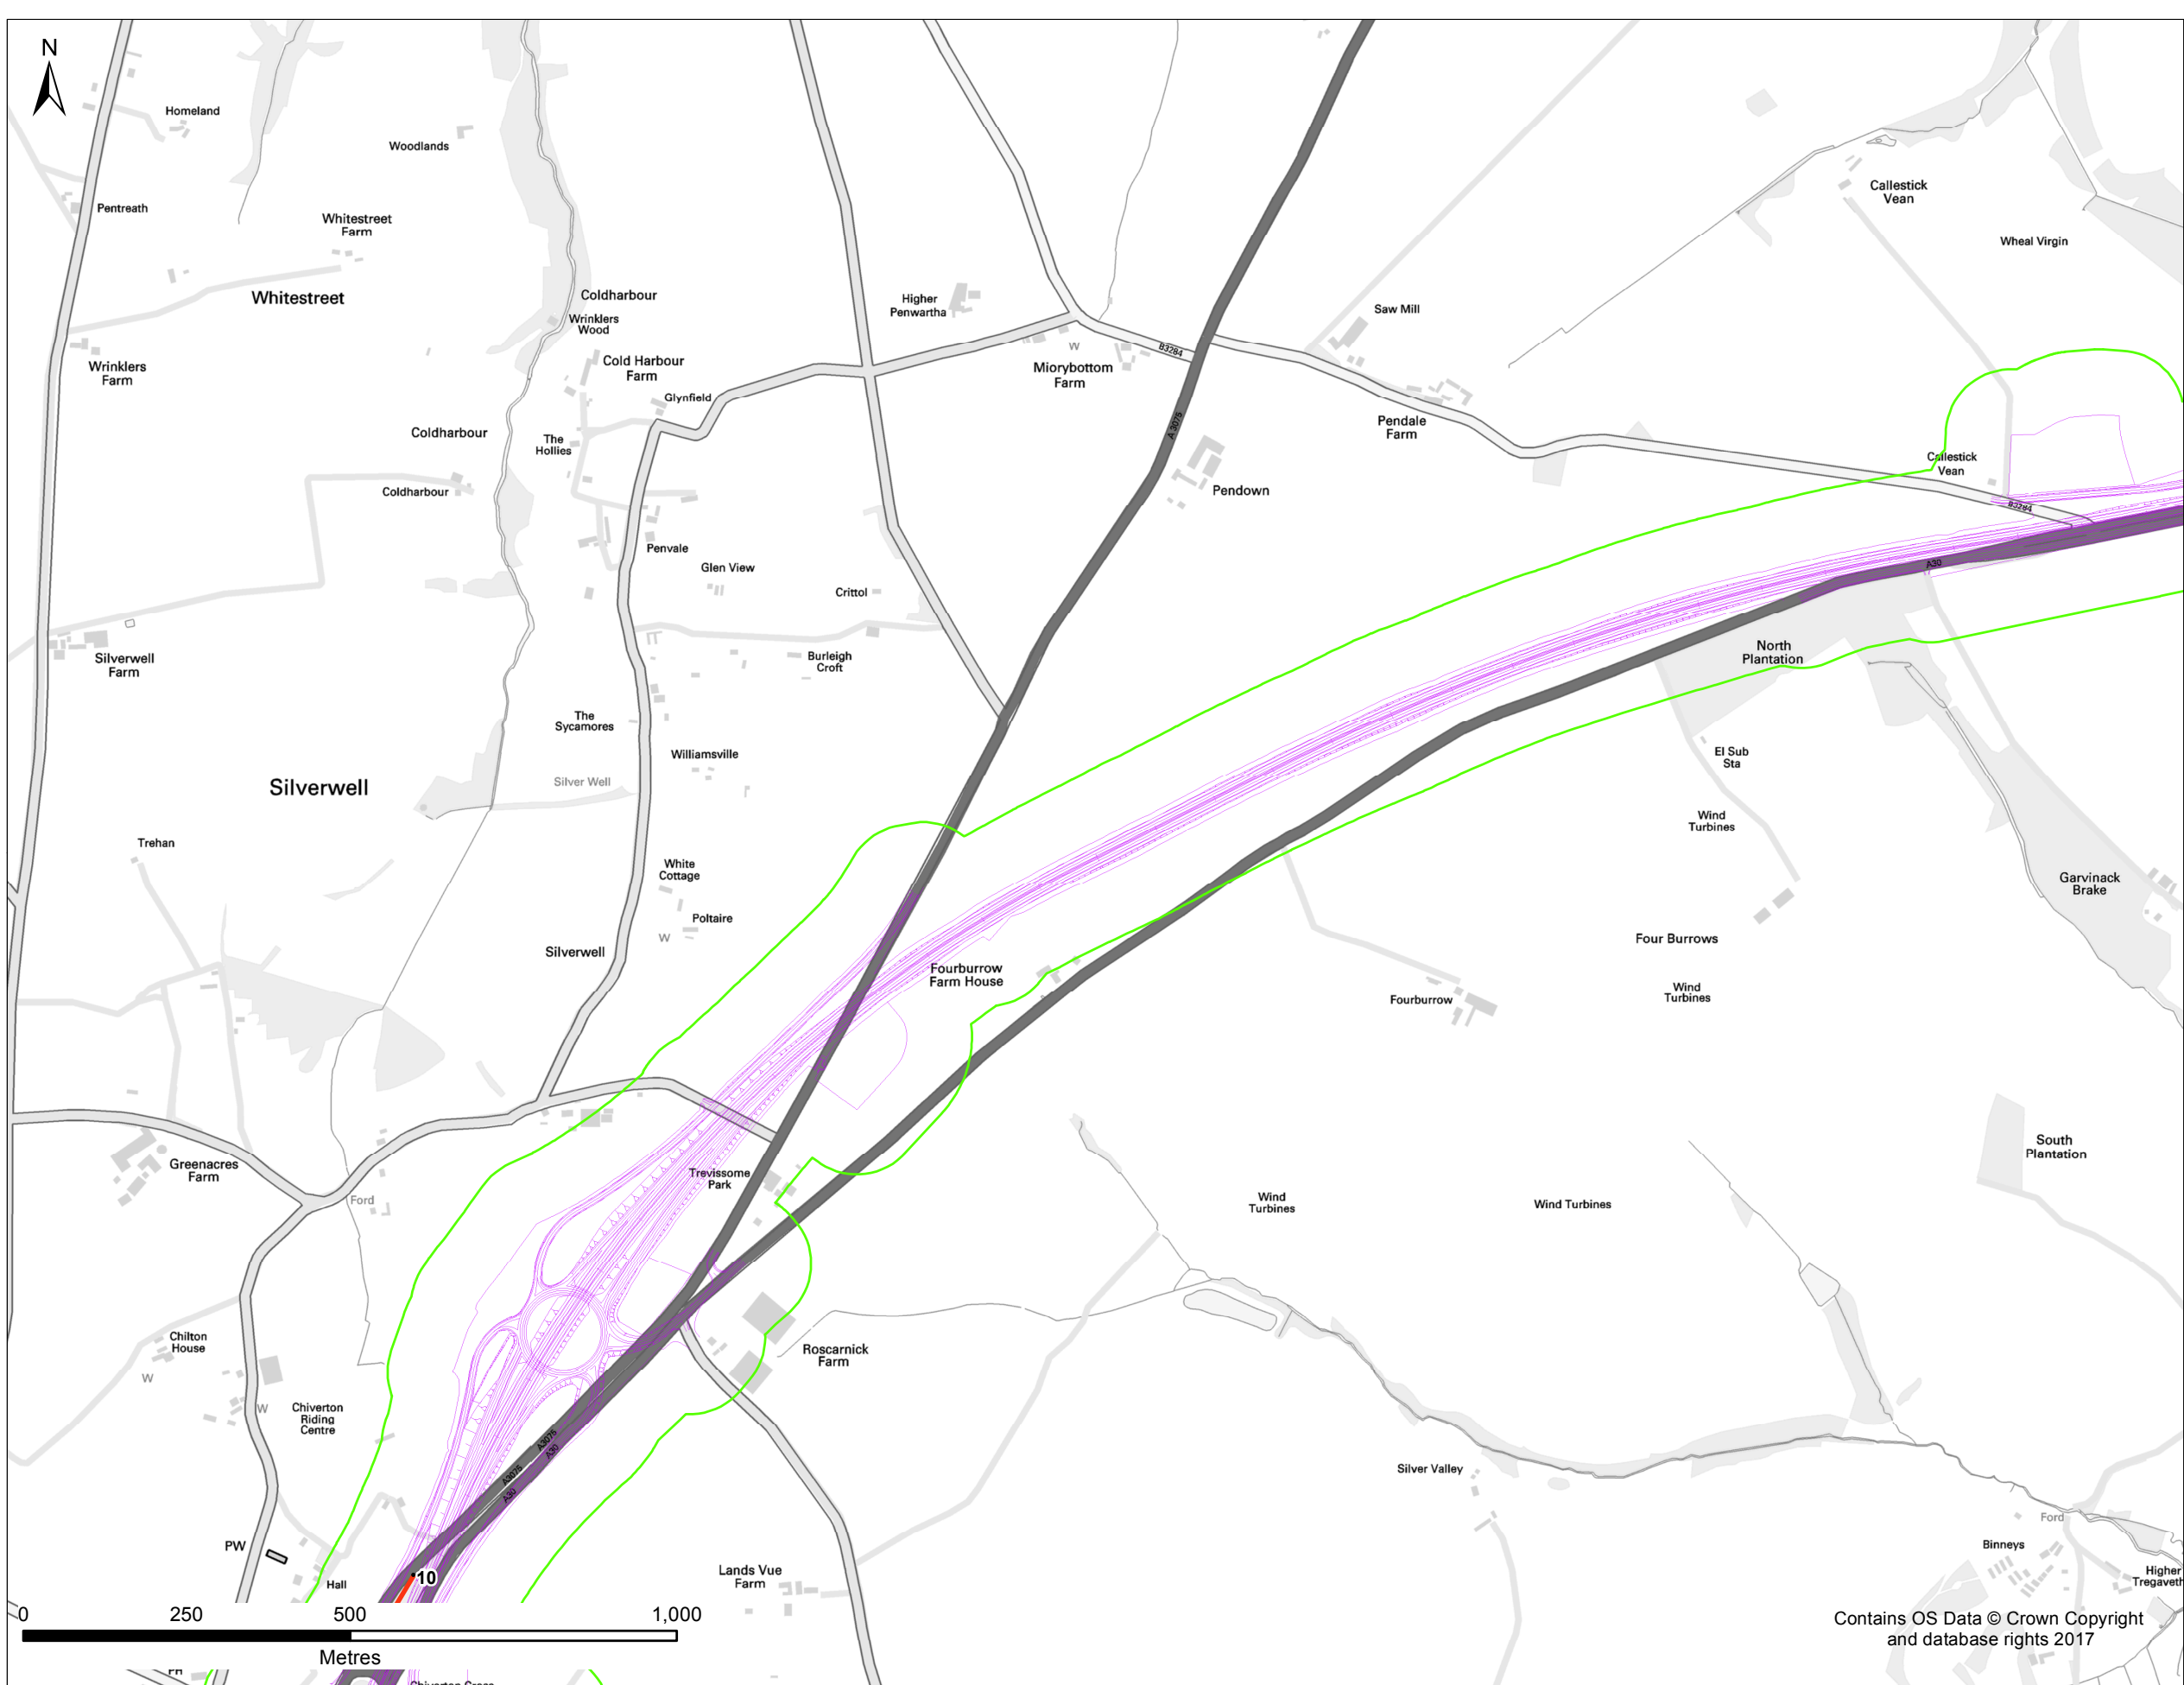 N
Homeland
Woodlands
Pentreath
Whitestreet
Farm
Whitestreet
Wrinklers
Farm
Coldharbour
Wrinklers
Wood
Cold Harbour
Farm
Glynfield
Higher
Penwartha
W
Miorybottom
Farm
B3284
Saw Mill
Callestick
Vean
Wheal Virgin
Coldharbour
The
Hollies
Coldharbour
A 3075
Pendale
Farm
Pendown
Callestick
Vean
B3284
Penvale
Glen View
Crittol
A30
Silverwell
Farm
Burleigh
Croft
North
Plantation
The
Sycamores
Williamsville
Silver Well
El Sub
Sta
Silverwell
Wind
Turbines
Trehan
White
Cottage
Poltaire
W
Silverwell
Garvinack
Brake
Four Burrows
Fourburrow
Farm House
Wind
Turbines
Fourburrow
Greenacres
Farm
Ford
Trevissome
Park
South
Plantation
Wind
Turbines
Wind Turbines
Chilton
House
W
Roscarnick
Farm
W
Chiverton
Riding
Centre
A3075
A30
A3075
A30
Silver Valley
PW
Hall
10
Lands Vue
Farm
Ford
Binneys
Higher
Tregaveth
0
250
500
1,000
Metres
Contains OS Data © Crown Copyright
and database rights 2017
PH
Chiverton Cross